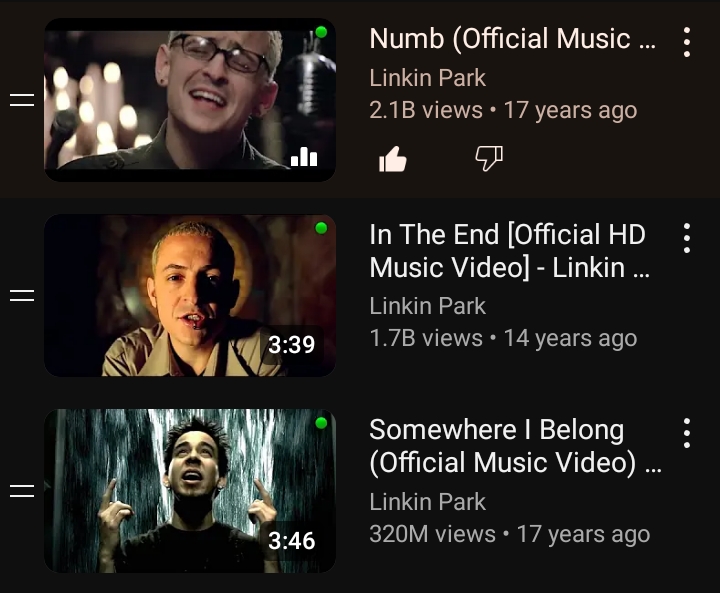 Numb (Official Music ...
Linkin Park
2.1B views • 17 years ago
In The End [Official HD
Music Video] - Linkin ...
Linkin Park
1.7B views • 14 years ago
3:39
Somewhere I Belong
(Official Music Video) ...
Linkin Park
320M views • 17 years ago
3:46